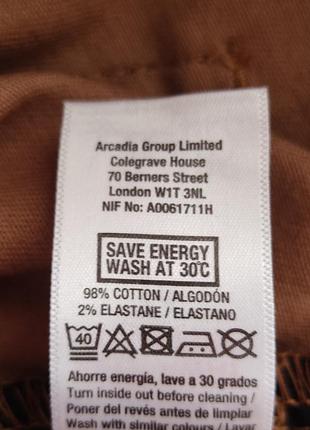 Arcadia Group Limited
Colegrave House
70 Berners Street
London W1T 3NL
NIF No: A0061711H
SAVE ENERGY
WASH AT 30°C
98% COTTON / ALGODÓN
2% ELASTANE / ELASTANO
40
Ahorre energía, lave a 30 grados
Turn inside out before cleaning /
Poner del revés antes de limpiar
Wash with similar colours / Lavar